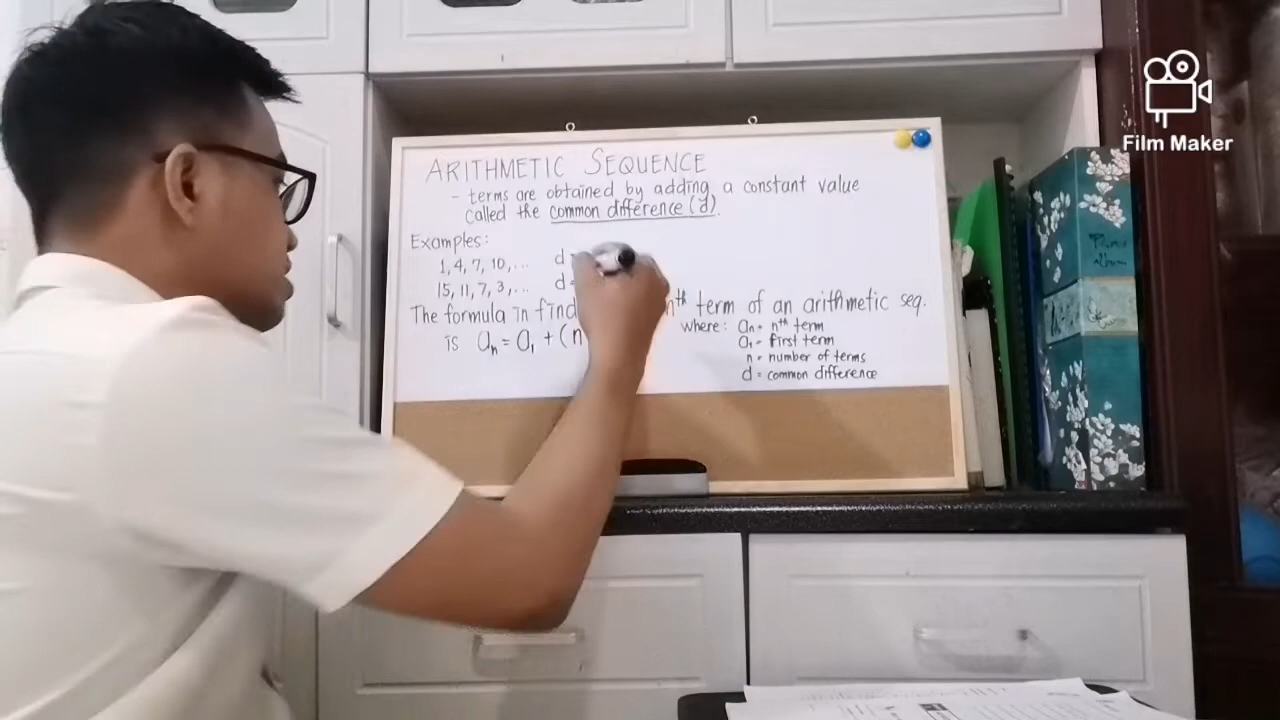 Film Maker
ARITHMETIC SEQUENCE
- terms are obtained by adding a constant value
called the common difference (d).
Examples:
1, 4, 7, 10, ... d
15, 11, 7, 3, ... d
The formula in find nth term of an arithmetic seq.
is an = a1 + (n where: an = nth term
a1 = first term
n = number of terms
d = common difference